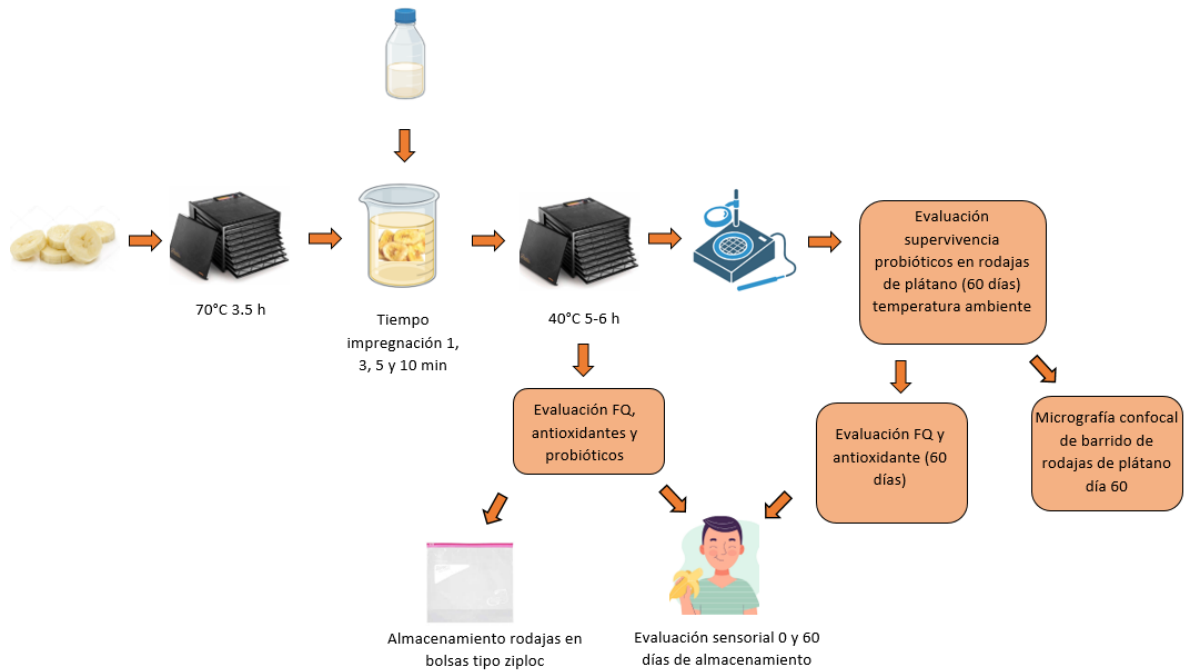 70°C 3.5 h
Tiempo
impregnación 1,
3, 5 y 10 min
40°C 5-6 h
Evaluación
supervivencia
probióticos en rodajas
de plátano (60 días)
temperatura ambiente
Evaluación FQ,
antioxidantes y
probióticos
Evaluación FQ y
antioxidante (60
días)
Micrografía confocal
de barrido de
rodajas de plátano
día 60
Almacenamiento rodajas en
bolsas tipo ziploc
Evaluación sensorial 0 y 60
días de almacenamiento